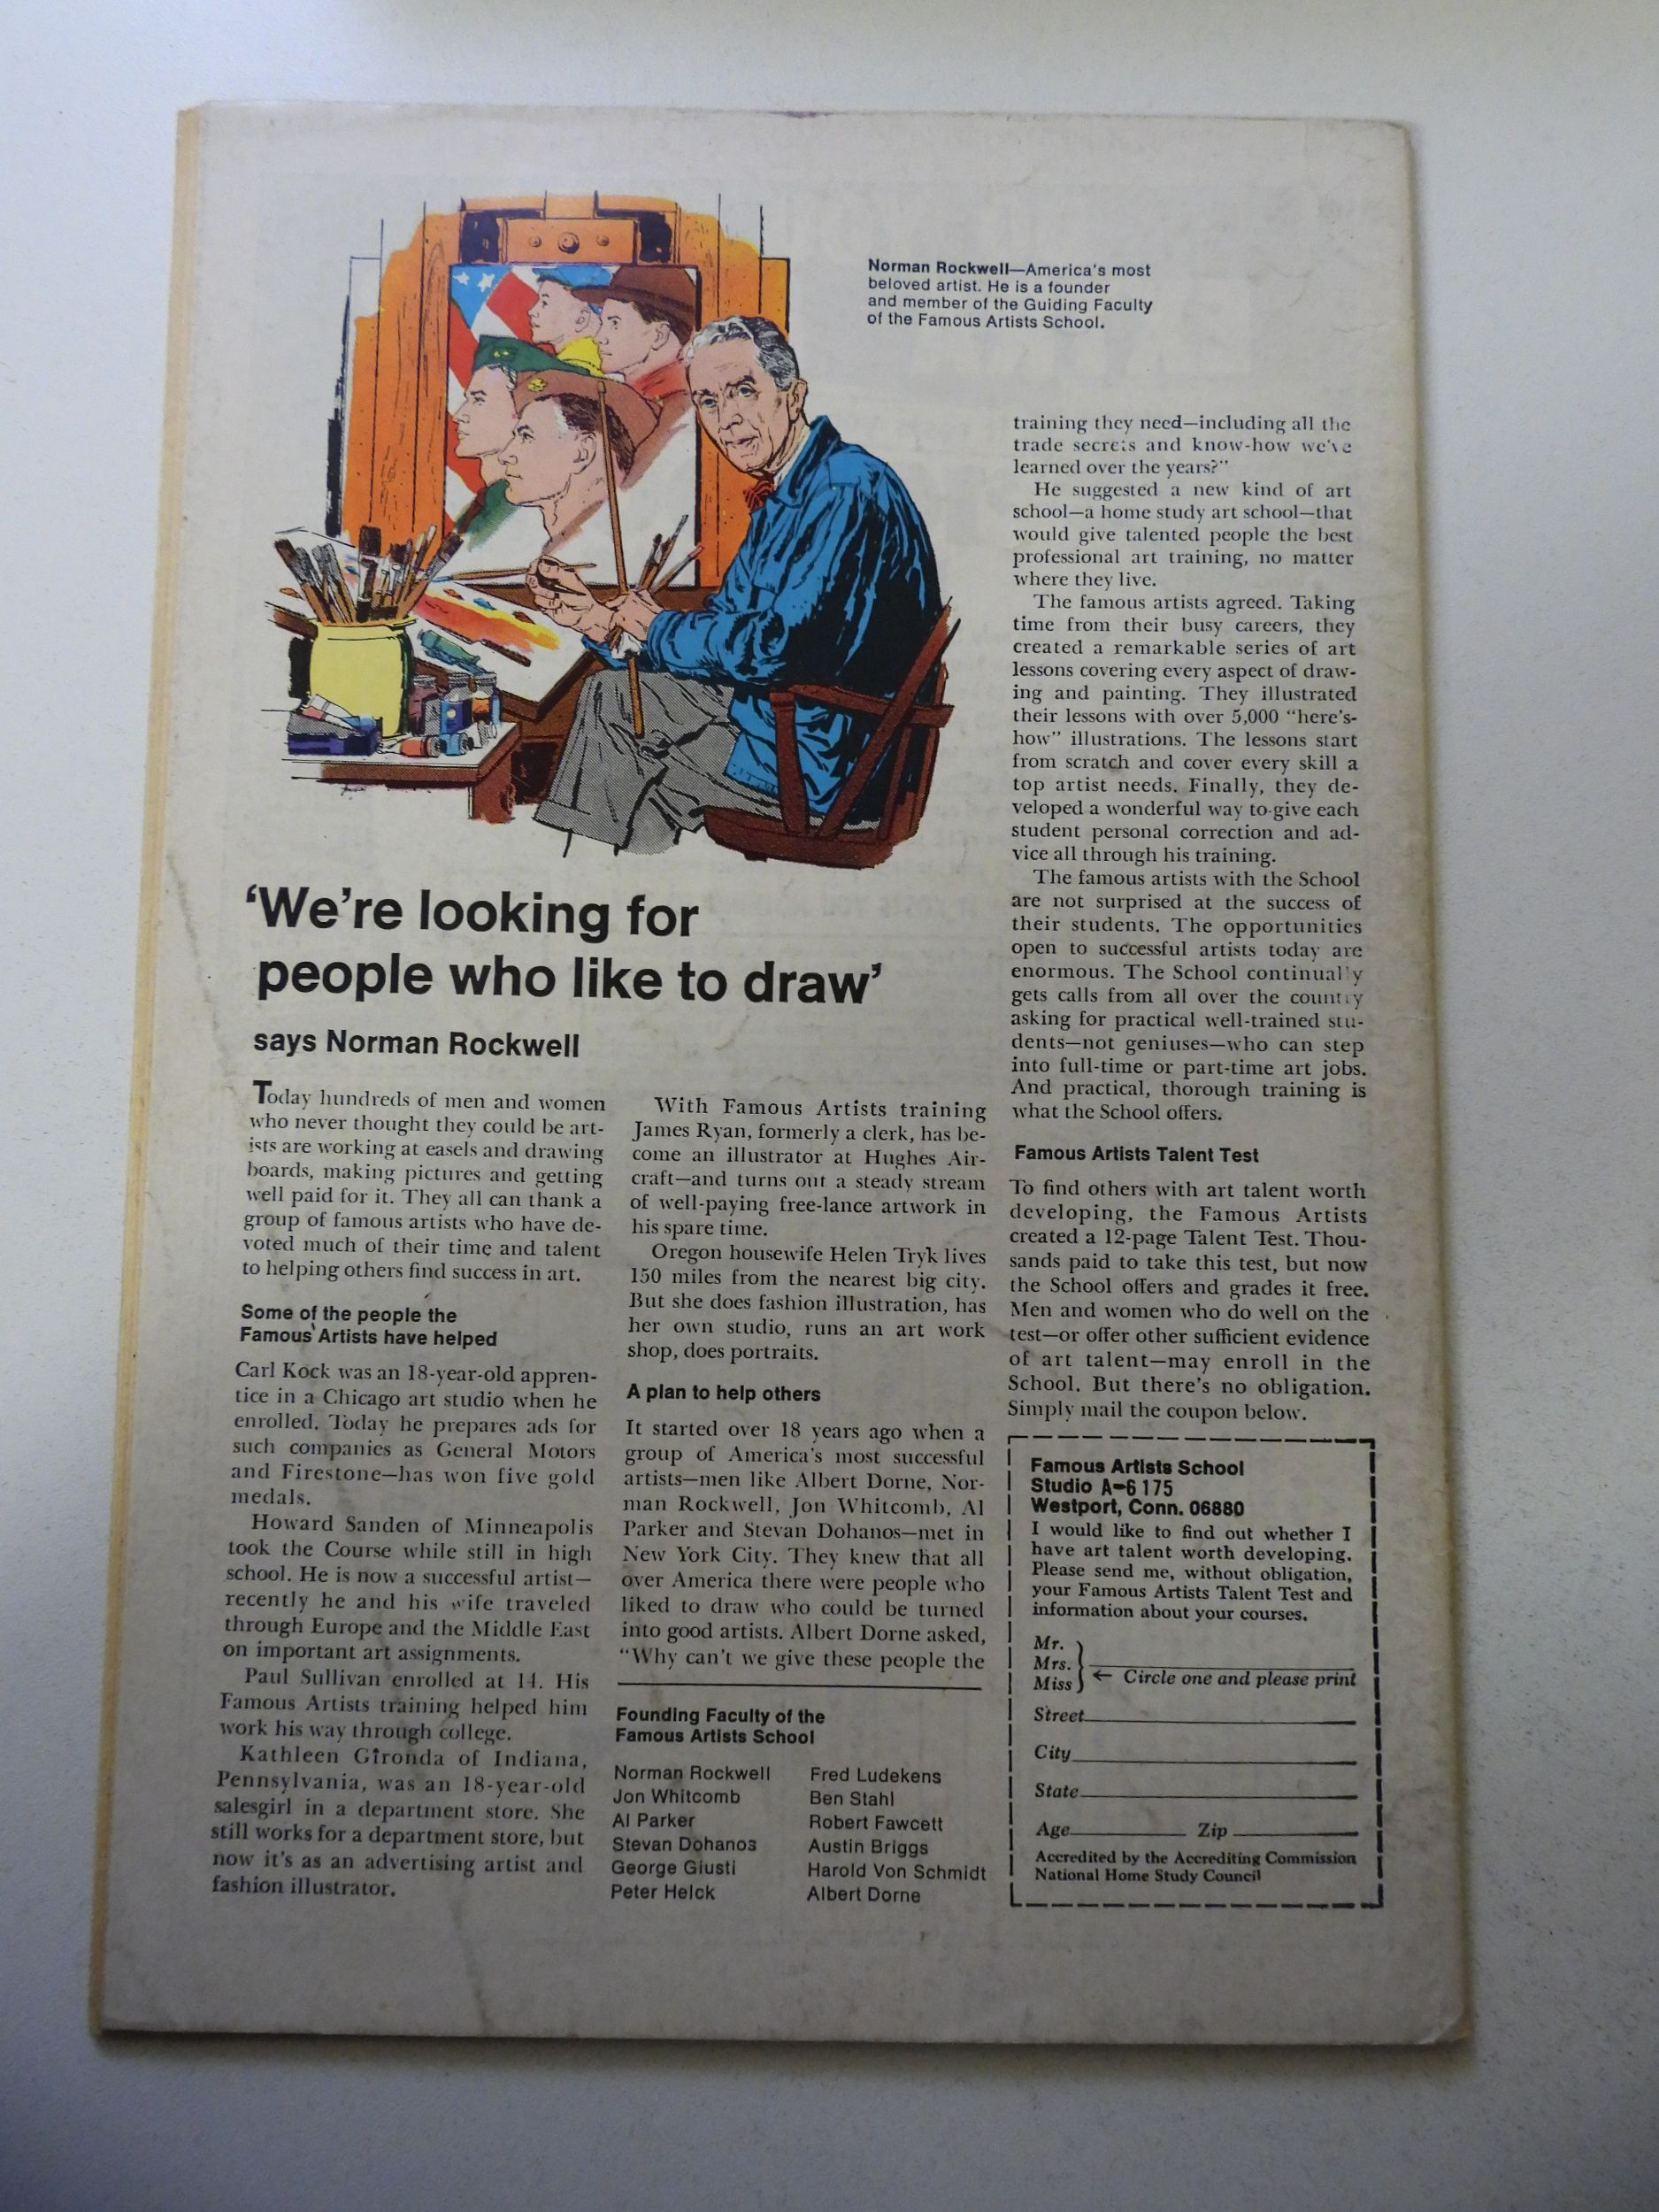 Norman Rockwell—America's most
beloved artist. He is a founder
and member of the Guiding Faculty
of the Famous Artists School.
'We're looking for
people who like to draw'
says Norman Rockwell
Today hundreds of men and women
who never thought they could be art-
ists are working at easels and drawing
boards, making pictures and getting
well paid for it. They all can thank a
group of famous artists who have de-
voted much of their time and talent
to helping others find success in art.
Some of the people the
Famous Artists have helped
Carl Kock was an 18-year-old appren-
tice in a Chicago art studio when he
enrolled. Today he prepares ads for
such companies as General Motors
and Firestone—has won five gold
medals.
Howard Sanden of Minneapolis
took the Course while still in high
school. He is now a successful artist—
recently he and his wife traveled
through Europe and the Middle East
on important art assignments.
Paul Sullivan enrolled at 14. His
Famous Artists training helped him
work his way through college.
Kathleen Gironda of Indiana,
Pennsylvania, was an 18-year-old
salesgirl in a department store. She
still works for a department store, but
now it's as an advertising artist and
fashion illustrator.
With Famous Artists training
James Ryan, formerly a clerk, has be-
come an illustrator at Hughes Air-
craft—and turns out a steady stream
of well-paying free-lance artwork in
his spare time.
Oregon housewife Helen Tryk lives
150 miles from the nearest big city.
But she does fashion illustration, has
her own studio, runs an art work
shop, does portraits.
A plan to help others
It started over 18 years ago when a
group of America's most successful
artists—men like Albert Dorne, Nor-
man Rockwell, Jon Whitcomb, Al
Parker and Stevan Dohanos—met in
New York City. They knew that all
over America there were people who
liked to draw who could be turned
into good artists. Albert Dorne asked,
"Why can't we give these people the
Founding Faculty of the
Famous Artists School
Norman Rockwell
Jon Whitcomb
Al Parker
Stevan Dohanos
George Giusti
Peter Helck
Fred Ludekens
Ben Stahl
Robert Fawcett
Austin Briggs
Harold Von Schmidt
Albert Dorne
training they need—including all the
trade secrets and know-how we've
learned over the years?"
He suggested a new kind of art
school—a home study art school—that
would give talented people the best
professional art training, no matter
where they live.
The famous artists agreed. Taking
time from their busy careers, they
created a remarkable series of art
lessons covering every aspect of draw-
ing and painting. They illustrated
their lessons with over 5,000 "here's-
how" illustrations. The lessons start
from scratch and cover every skill a
top artist needs. Finally, they de-
veloped a wonderful way to give each
student personal correction and ad-
vice all through his training.
The famous artists with the School
are not surprised at the success of
their students. The opportunities
open to successful artists today are
enormous. The School continually
gets calls from all over the country
asking for practical well-trained stu-
dents—not geniuses—who can step
into full-time or part-time art jobs.
And practical, thorough training is
what the School offers.
Famous Artists Talent Test
To find others with art talent worth
developing, the Famous Artists
created a 12-page Talent Test. Thou-
sands paid to take this test, but now
the School offers and grades it free.
Men and women who do well on the
test—or offer other sufficient evidence
of art talent—may enroll in the
School. But there's no obligation.
Simply mail the coupon below.
Famous Artists School
Studio A-6175
Westport, Conn. 06880
I would like to find out whether I
have art talent worth developing.
Please send me, without obligation,
your Famous Artists Talent Test and
information about your courses.
Mr.
Mrs.
Miss ← Circle one and please print
Street
City
State
Age Zip
Accredited by the Accrediting Commission
National Home Study Council